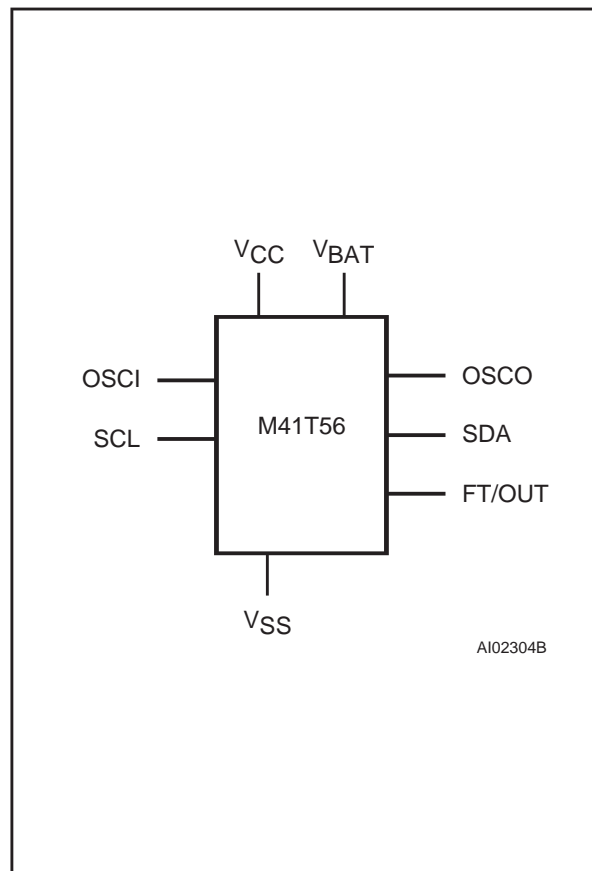 VCC VBAT
OSCI OSCO
M41T56
SCL SDA
FT/OUT
VSS
AI02304B